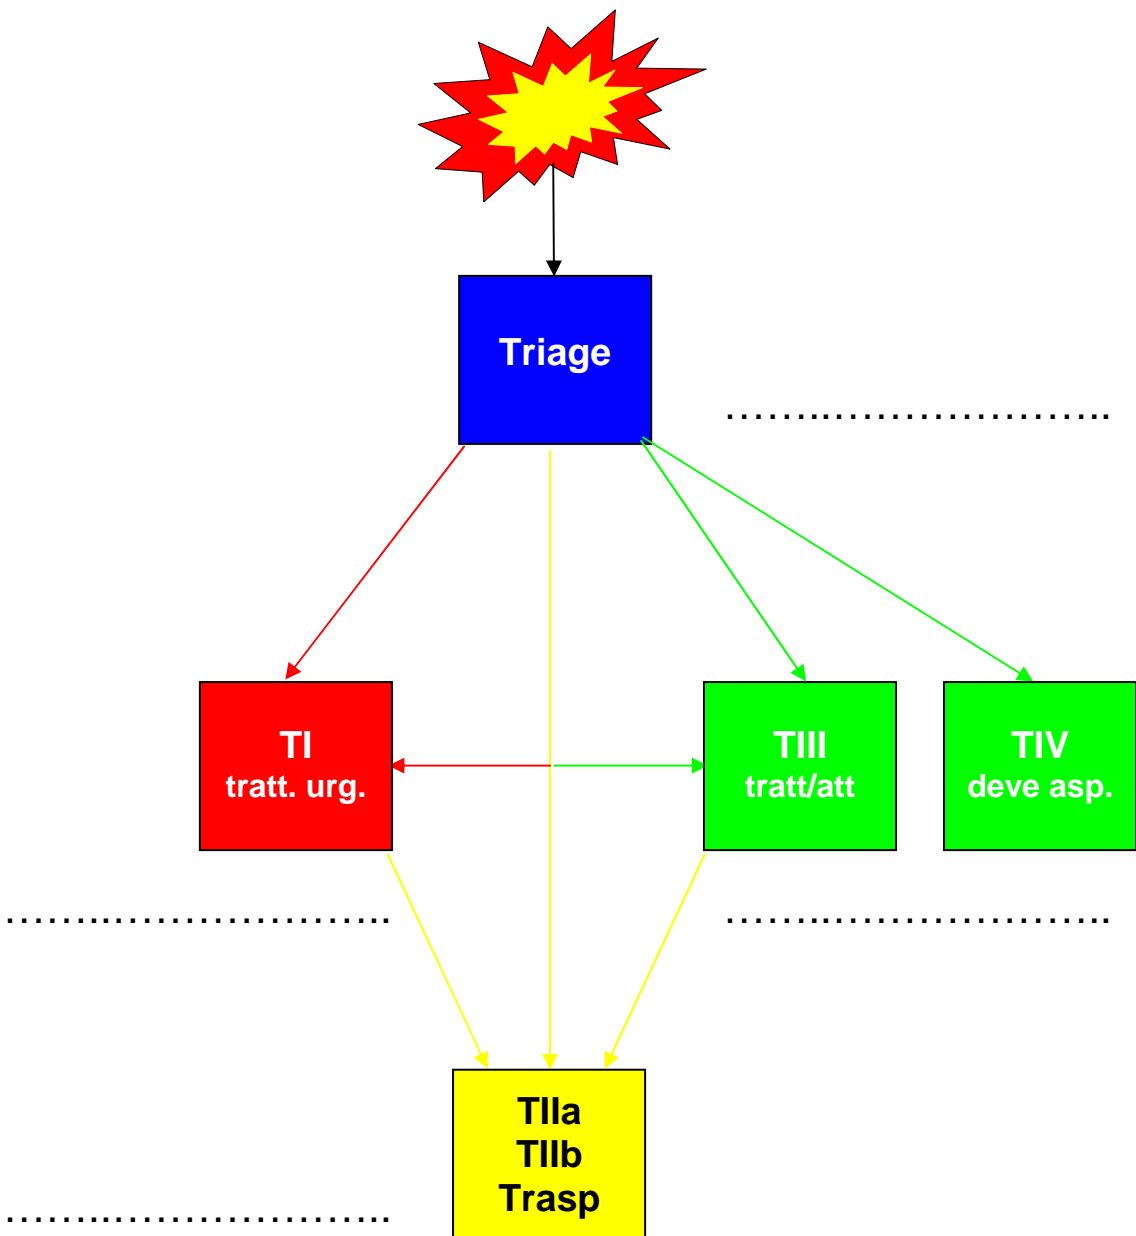 Triage
……..………………..
TI
tratt. urg.
TIII
tratt/att
TIV
deve asp.
……..………………..
……..………………..
TIIa
TIIb
Trasp
……..………………..